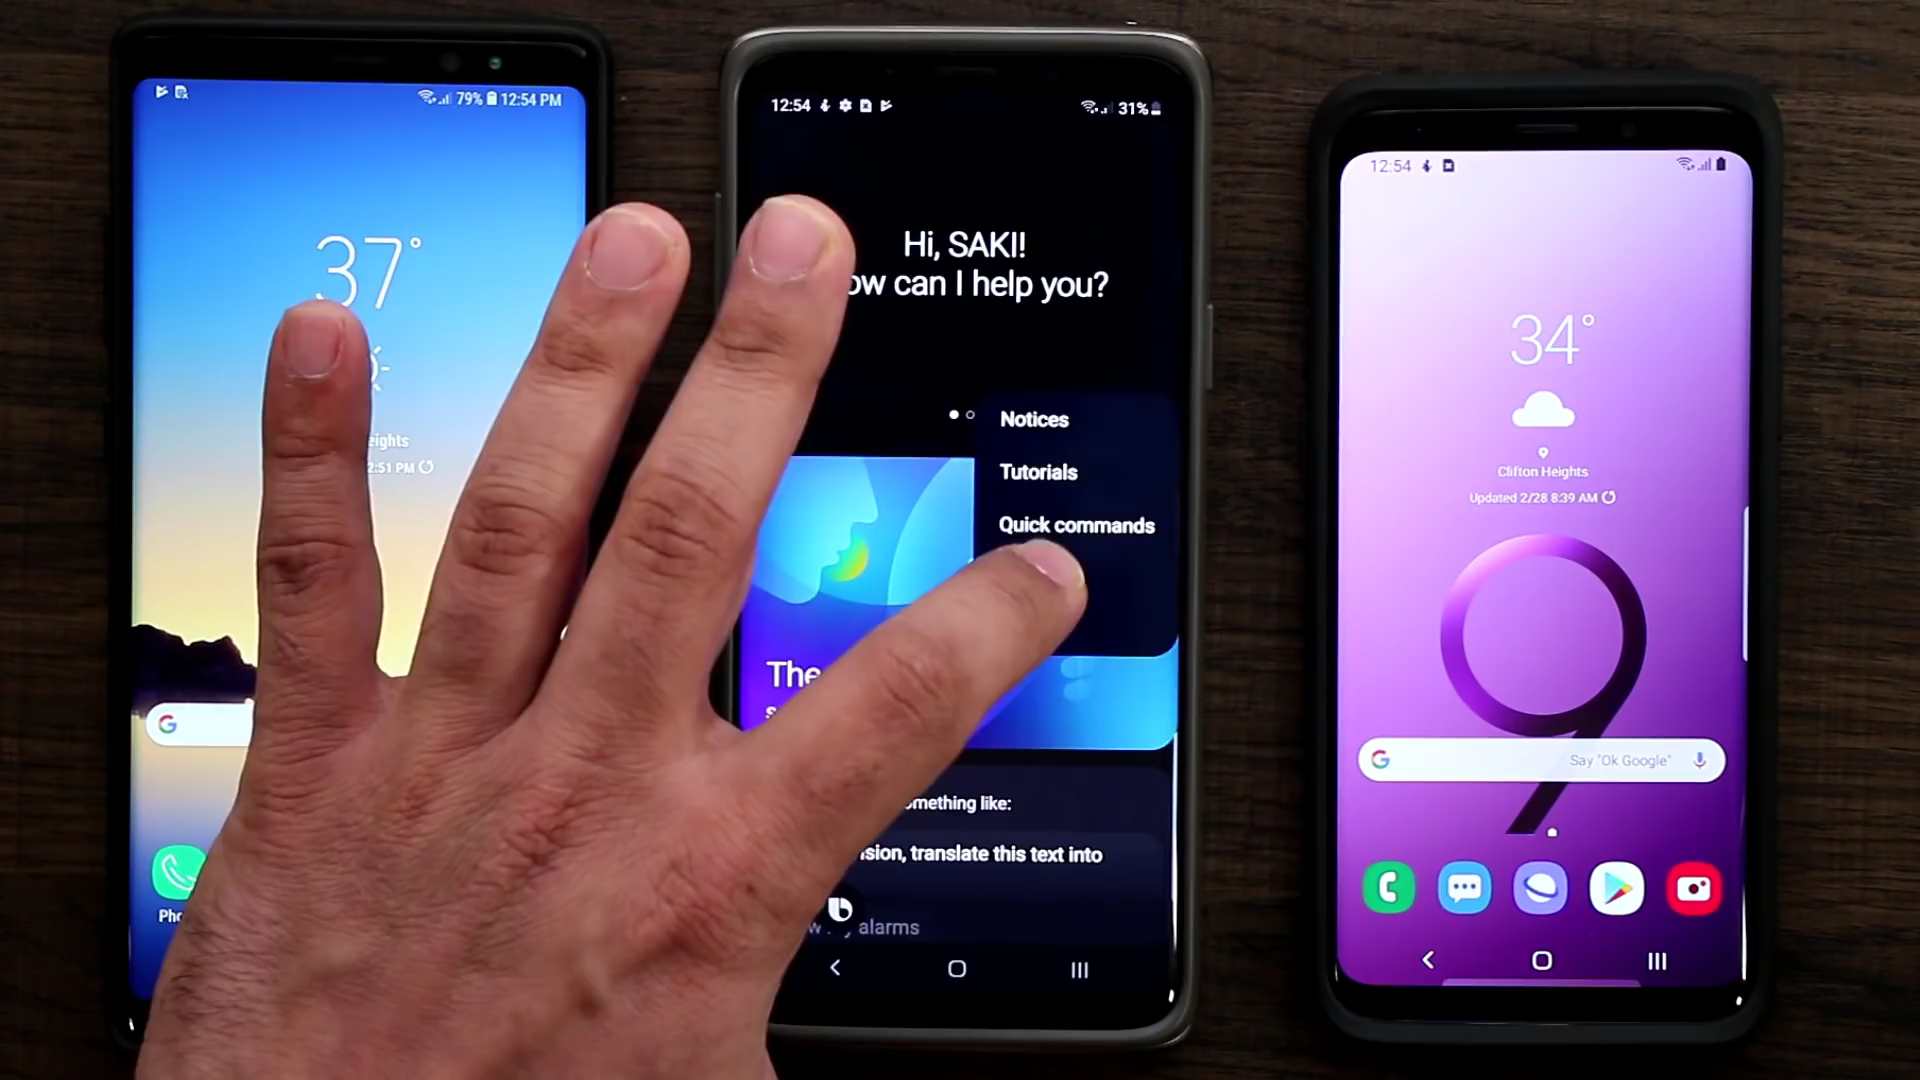 79% 12:54 PM
37°
eights
2:51 PM
G
12:54
31%
Hi, SAKI!
ow can I help you?
Notices
Tutorials
Quick commands
The
omething like:
ision, translate this text into
alarms
12:54
34°
Clifton Heights
Updated 2/28 8:39 AM
9
G Say "Ok Google"